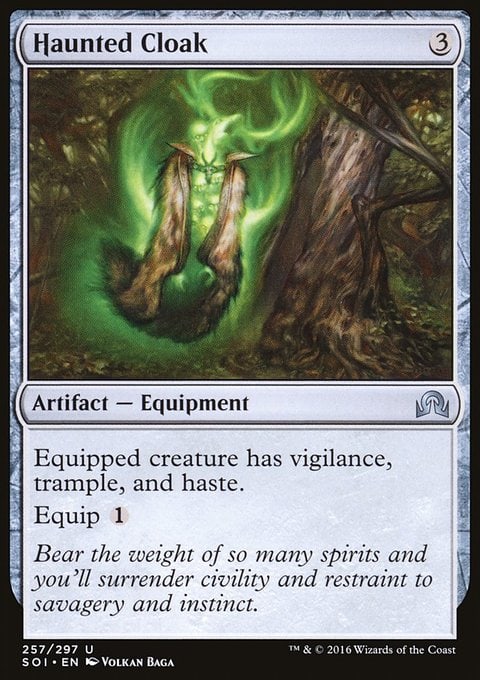 Haunted Cloak 3
Artifact — Equipment
Equipped creature has vigilance,
trample, and haste.
Equip 1
Bear the weight of so many spirits and
you'll surrender civility and restraint to
savagery and instinct.
257/297 U
SOI • EN Volkan Baga
™ & © 2016 Wizards of the Coast